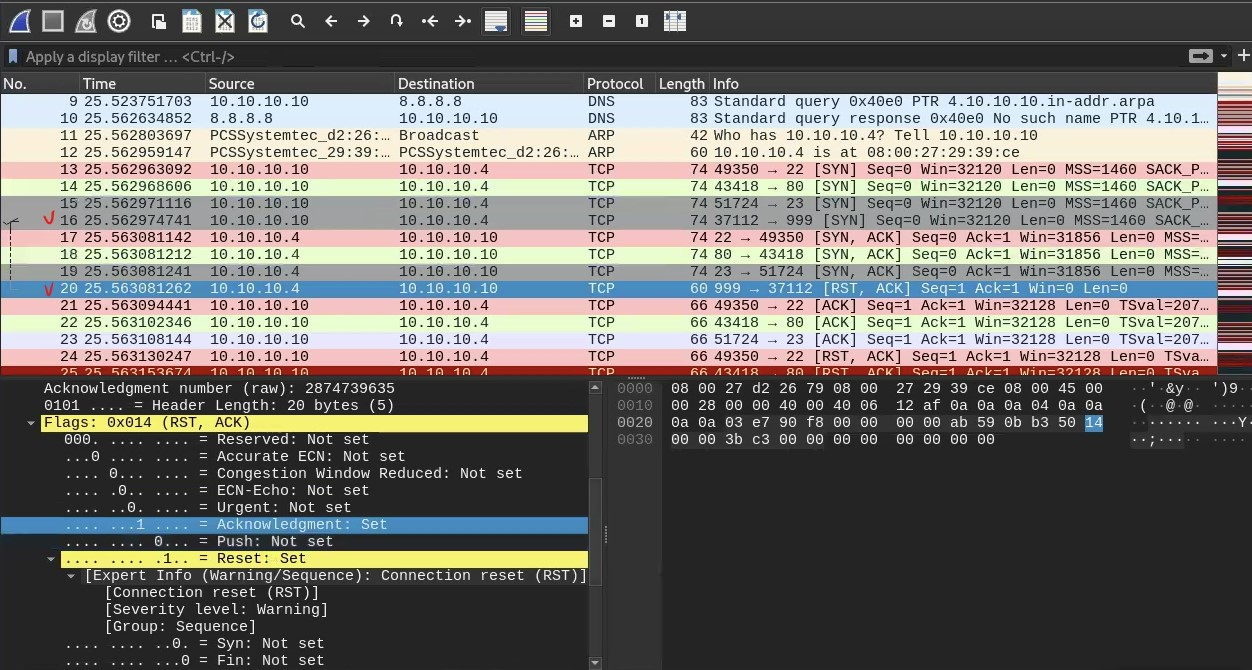 Apply a display filter … <Ctrl-/>
No. Time Source Destination Protocol Length Info
9 25.523751703 10.10.10.10 8.8.8.8 DNS 83 Standard query 0x40e0 PTR 4.10.10.10.in-addr.arpa
10 25.562634852 8.8.8.8 10.10.10.10 DNS 83 Standard query response 0x40e0 No such name PTR 4.10.1…
11 25.562803697 PCSSystemtec_d2:26:… Broadcast ARP 42 Who has 10.10.10.4? Tell 10.10.10.10
12 25.562959147 PCSSystemtec_29:39:… PCSSystemtec_d2:26:… ARP 60 10.10.10.4 is at 08:00:27:29:39:ce
13 25.562963092 10.10.10.10 10.10.10.4 TCP 74 49350 → 22 [SYN] Seq=0 Win=32120 Len=0 MSS=1460 SACK_P…
14 25.562968606 10.10.10.10 10.10.10.4 TCP 74 43418 → 80 [SYN] Seq=0 Win=32120 Len=0 MSS=1460 SACK_P…
15 25.562971116 10.10.10.10 10.10.10.4 TCP 74 51724 → 23 [SYN] Seq=0 Win=32120 Len=0 MSS=1460 SACK_P…
16 25.562974741 10.10.10.10 10.10.10.4 TCP 74 37112 → 999 [SYN] Seq=0 Win=32120 Len=0 MSS=1460 SACK_…
17 25.563081142 10.10.10.4 10.10.10.10 TCP 74 22 → 49350 [SYN, ACK] Seq=0 Ack=1 Win=31856 Len=0 MSS=…
18 25.563081212 10.10.10.4 10.10.10.10 TCP 74 80 → 43418 [SYN, ACK] Seq=0 Ack=1 Win=31856 Len=0 MSS=…
19 25.563081241 10.10.10.4 10.10.10.10 TCP 74 23 → 51724 [SYN, ACK] Seq=0 Ack=1 Win=31856 Len=0 MSS=…
20 25.563081262 10.10.10.4 10.10.10.10 TCP 60 999 → 37112 [RST, ACK] Seq=1 Ack=1 Win=0 Len=0
21 25.563094441 10.10.10.10 10.10.10.4 TCP 66 49350 → 22 [ACK] Seq=1 Ack=1 Win=32128 Len=0 TSval=207…
22 25.563102346 10.10.10.10 10.10.10.4 TCP 66 43418 → 80 [ACK] Seq=1 Ack=1 Win=32128 Len=0 TSval=207…
23 25.563108144 10.10.10.10 10.10.10.4 TCP 66 51724 → 23 [ACK] Seq=1 Ack=1 Win=32128 Len=0 TSval=207…
24 25.563130247 10.10.10.10 10.10.10.4 TCP 66 49350 → 22 [RST, ACK] Seq=1 Ack=1 Win=32128 Len=0 TSva…
25 25.563153674 10.10.10.10 10.10.10.4 TCP 66 43418 → 80 [RST, ACK] Seq=1 Ack=1 Win=32128 Len=0 TSva…
Acknowledgment number (raw): 2874739635
0101 .... = Header Length: 20 bytes (5)
Flags: 0x014 (RST, ACK)
000. .... .... = Reserved: Not set
...0 .... .... = Accurate ECN: Not set
.... 0... .... = Congestion Window Reduced: Not set
.... .0.. .... = ECN-Echo: Not set
.... ..0. .... = Urgent: Not set
.... ...1 .... = Acknowledgment: Set
.... .... 0... = Push: Not set
.... .... .1.. = Reset: Set
[Expert Info (Warning/Sequence): Connection reset (RST)]
[Connection reset (RST)]
[Severity level: Warning]
[Group: Sequence]
.... .... ..0. = Syn: Not set
.... .... ...0 = Fin: Not set
0000 08 00 27 d2 26 79 08 00 27 29 39 ce 08 00 45 00 ··'·&y·· ')9·
0010 00 28 00 00 40 00 40 06 12 af 0a 0a 0a 04 0a 0a ·(··@·@· ·····
0020 0a 0a 03 e7 90 f8 00 00 00 00 ab 59 0b b3 50 14 ········ ···Y
0030 00 00 3b c3 00 00 00 00 00 00 00 00 ··;····· ····